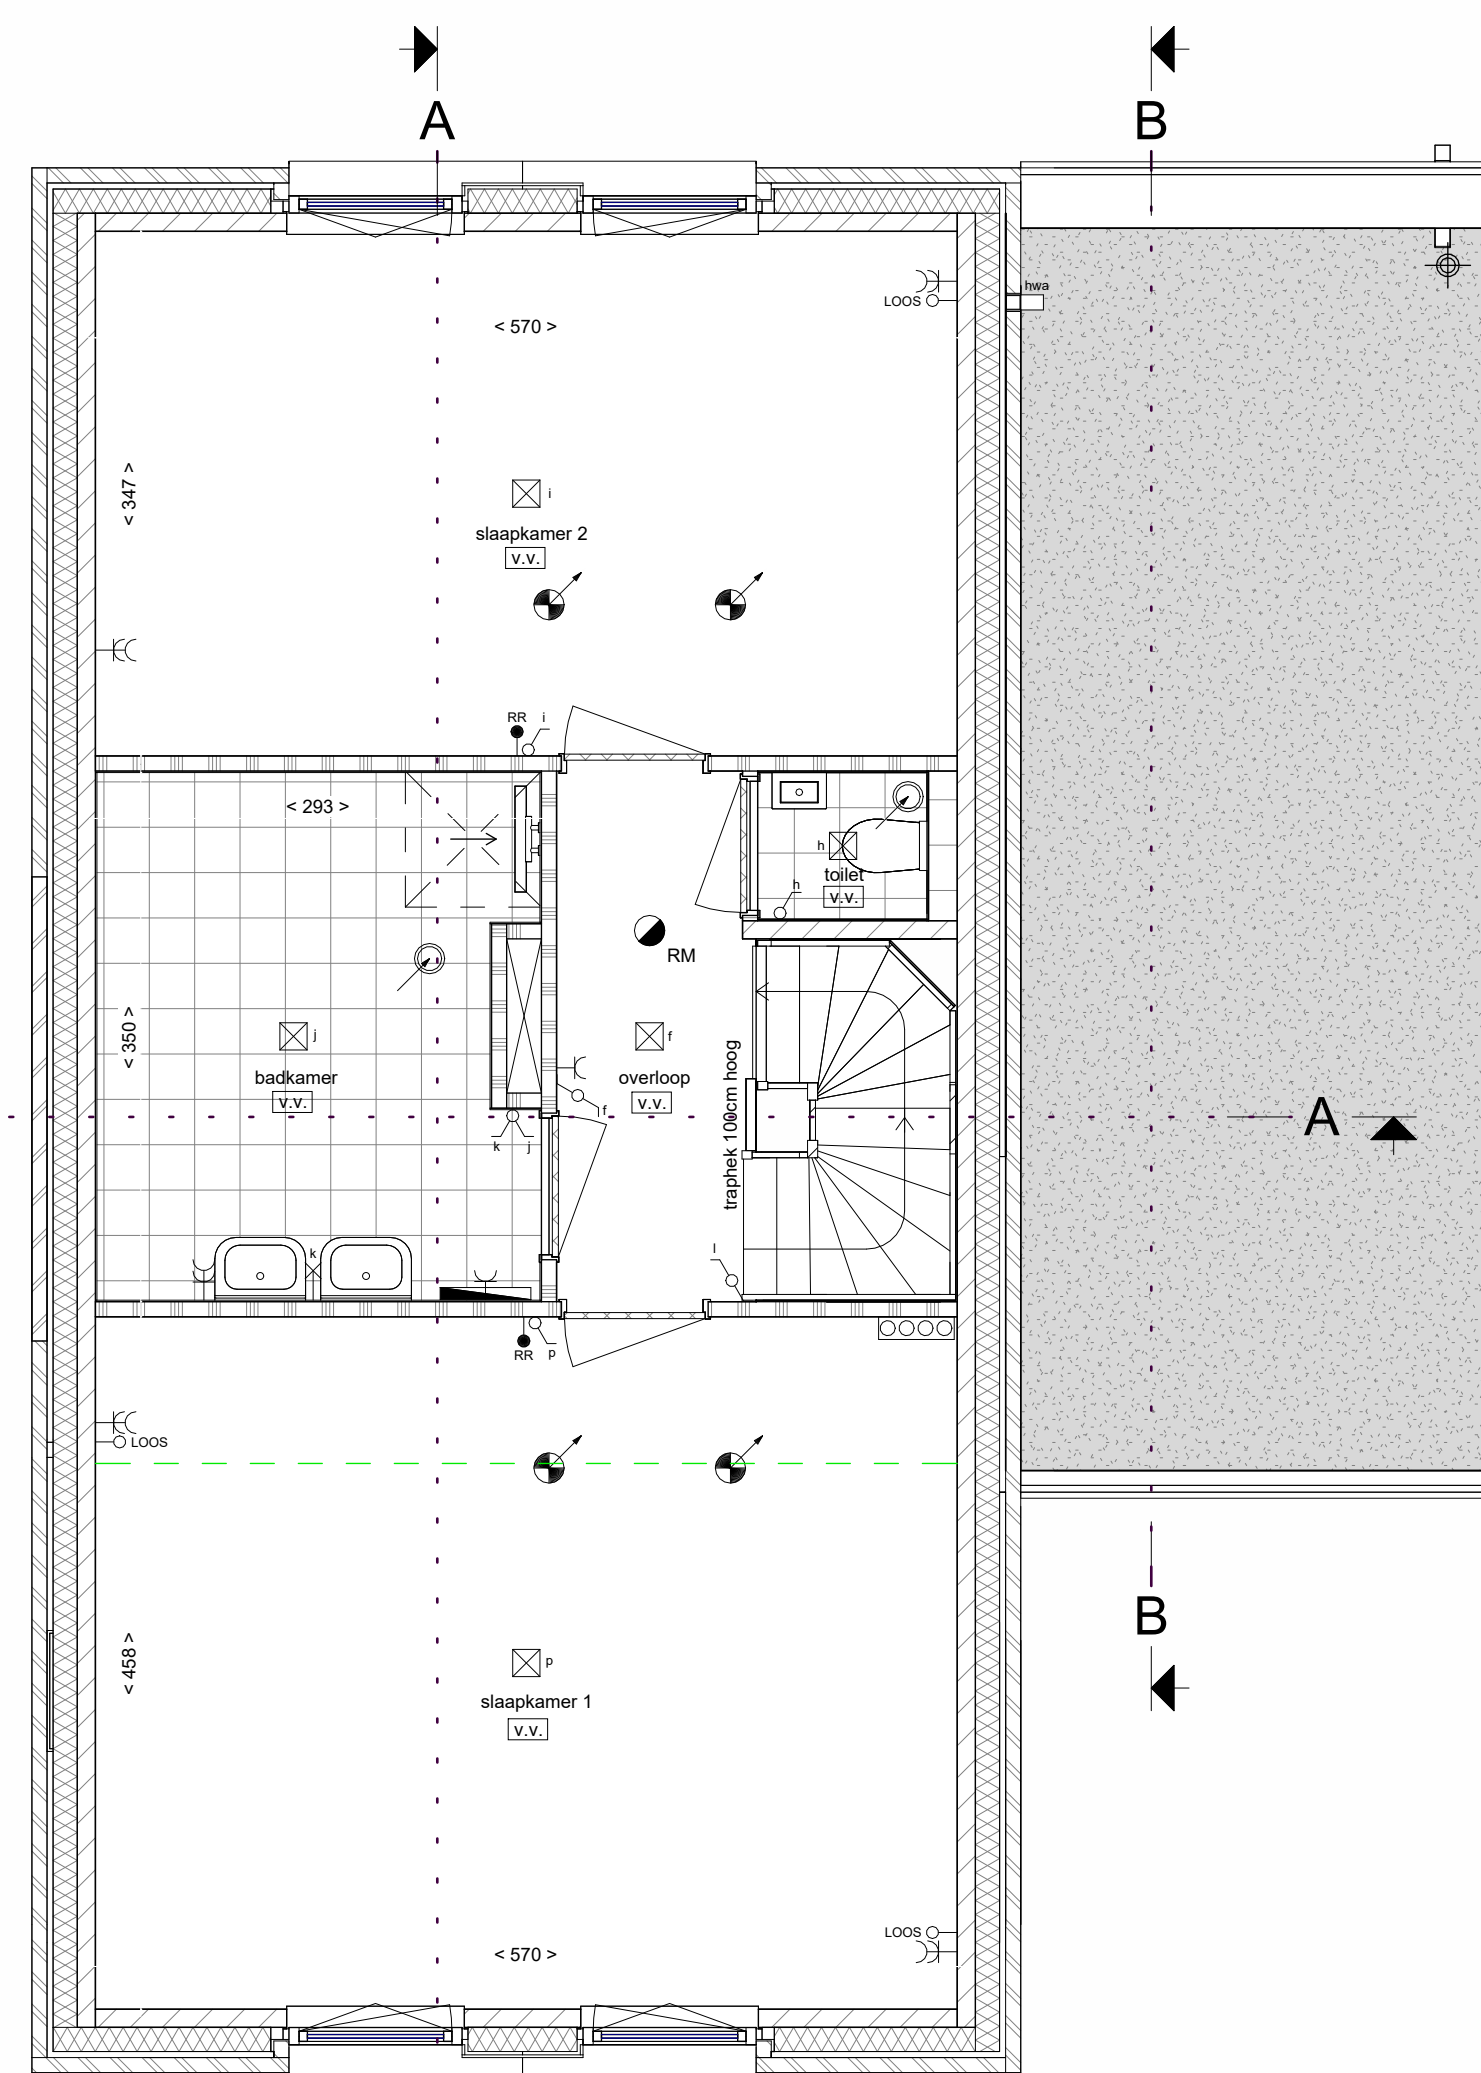 A
B
hwa
LOOS
< 570 >
< 347 >
i
slaapkamer 2
v.v.
RR
i
< 293 >
h
toilet
v.v.
h
RM
< 350 >
j
badkamer
v.v.
f
overloop
v.v.
f
traphek 100cm hoog
k
j
A
k
l
RR
p
LOOS
B
< 458 >
p
slaapkamer 1
v.v.
LOOS
< 570 >